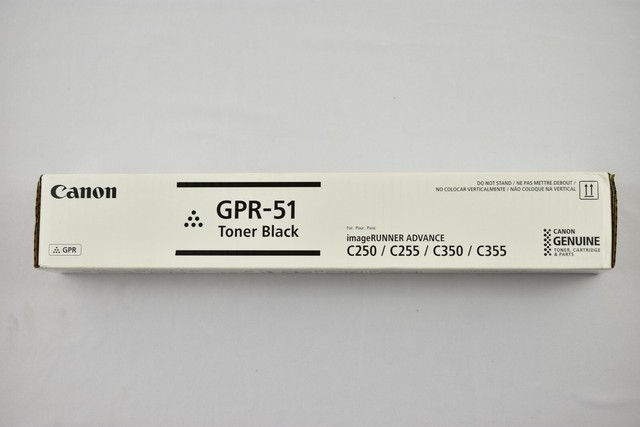 Canon
GPR
GPR-51
Toner Black
For Pour Para
imageRUNNER ADVANCE
C250 / C255 / C350 / C355
DO NOT STAND / NE PAS METTRE DEBOUT /
NO COLOCAR VERTICALMENTE / NÃO COLOQUE NA VERTICAL
CANON
GENUINE
TONER, CARTRIDGE
& PARTS